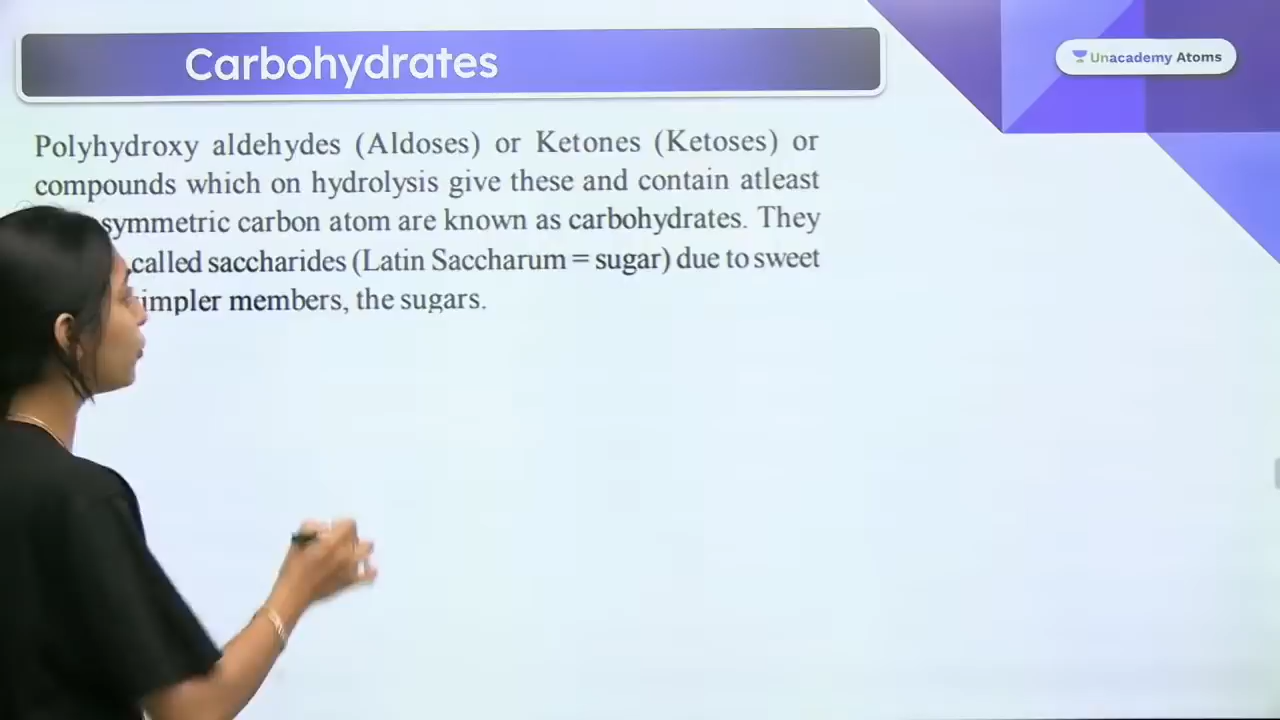 Carbohydrates
Unacademy Atoms
Polyhydroxy aldehydes (Aldoses) or Ketones (Ketoses) or
compounds which on hydrolysis give these and contain atleast
symmetric carbon atom are known as carbohydrates. They
called saccharides (Latin Saccharum = sugar) due to sweet
impler members, the sugars.